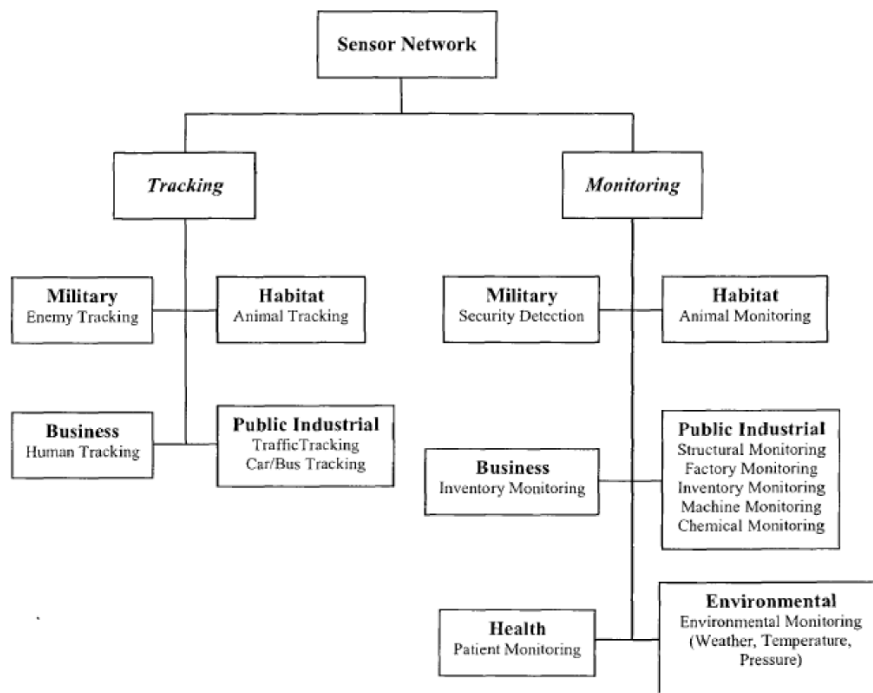 Sensor Network
Tracking
Monitoring
Military
Enemy Tracking
Habitat
Animal Tracking
Military
Security Detection
Habitat
Animal Monitoring
Business
Human Tracking
Public Industrial
TrafficTracking
Car/Bus Tracking
Business
Inventory Monitoring
Public Industrial
Structural Monitoring
Factory Monitoring
Inventory Monitoring
Machine Monitoring
Chemical Monitoring
Health
Patient Monitoring
Environmental
Environmental Monitoring
(Weather, Temperature,
Pressure)